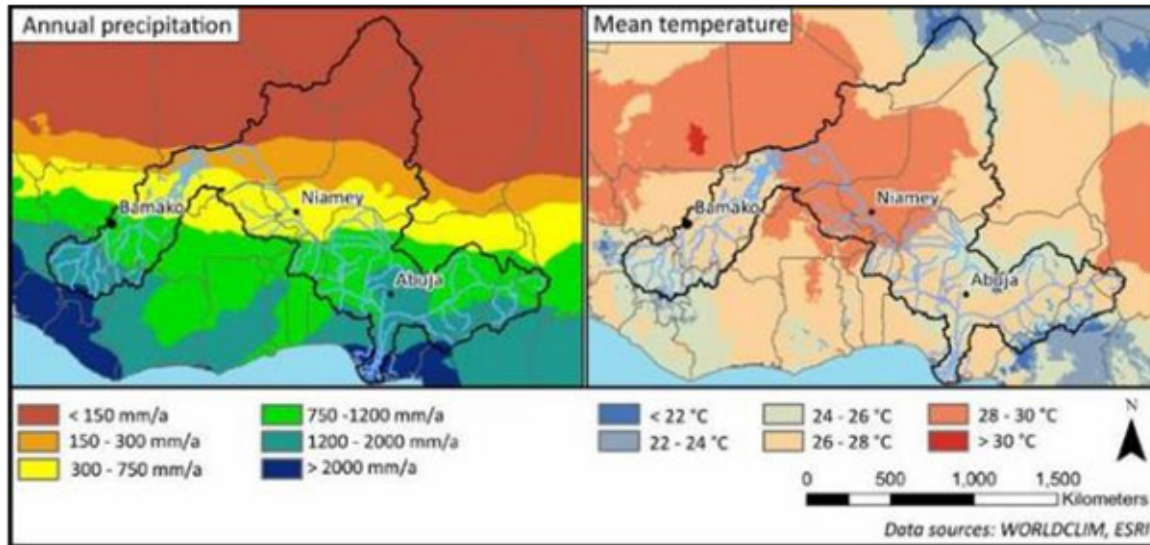 Annual precipitation
Mean temperature
Bamako
Niamey
Abuja
Bamako
Niamey
Abuja
< 150 mm/a
150 - 300 mm/a
300 - 750 mm/a
750 -1200 mm/a
1200 - 2000 mm/a
> 2000 mm/a
< 22 °C
22 - 24 °C
24 - 26 °C
26 - 28 °C
28 - 30 °C
> 30 °C
N
0 500 1,000 1,500
Kilometers
Data sources: WORLDCLIM, ESRI